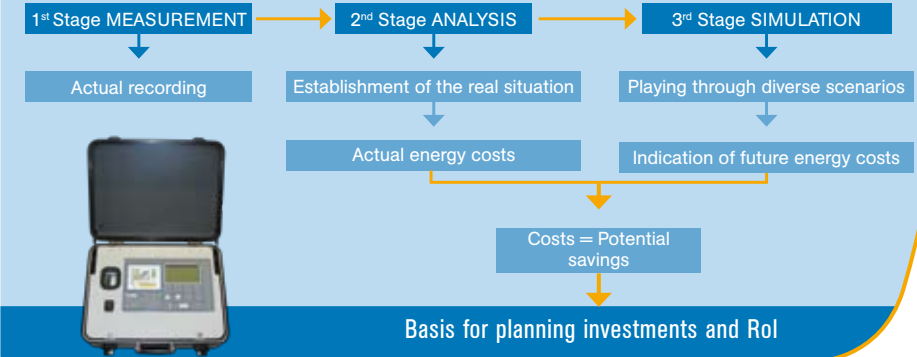 1st Stage MEASUREMENT
2nd Stage ANALYSIS
3rd Stage SIMULATION
Actual recording
Establishment of the real situation
Playing through diverse scenarios
Actual energy costs
Indication of future energy costs
Costs = Potential
savings
Basis for planning investments and RoI